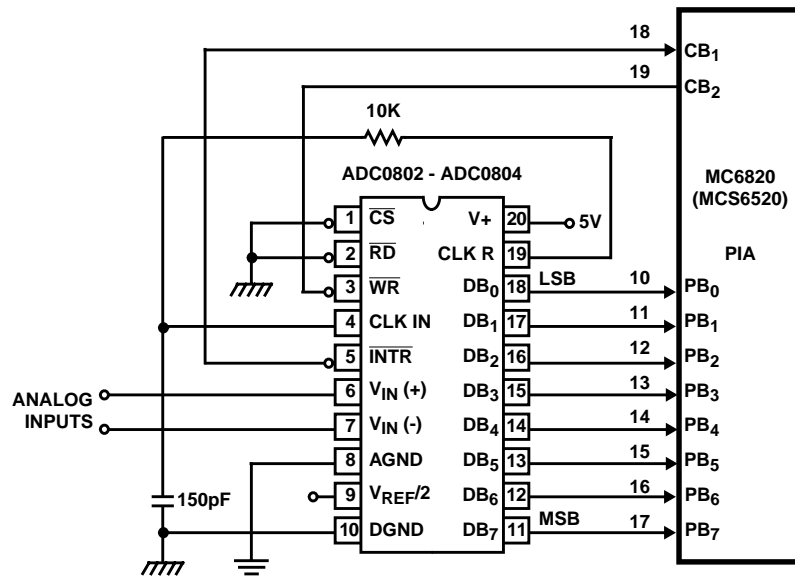 18
CB1
19
CB2
10K
ADC0802 - ADC0804
MC6820
(MCS6520)
PIA
1 CS V+ 20 5V
2 RD CLK R 19
3 WR DB0 18 LSB 10 PB0
4 CLK IN DB1 17 11 PB1
5 INTR DB2 16 12 PB2
6 VIN (+) DB3 15 13 PB3
ANALOG
INPUTS
7 VIN (-) DB4 14 14 PB4
8 AGND DB5 13 15 PB5
150pF
9 VREF/2 DB6 12 16 PB6
10 DGND DB7 11 MSB 17 PB7